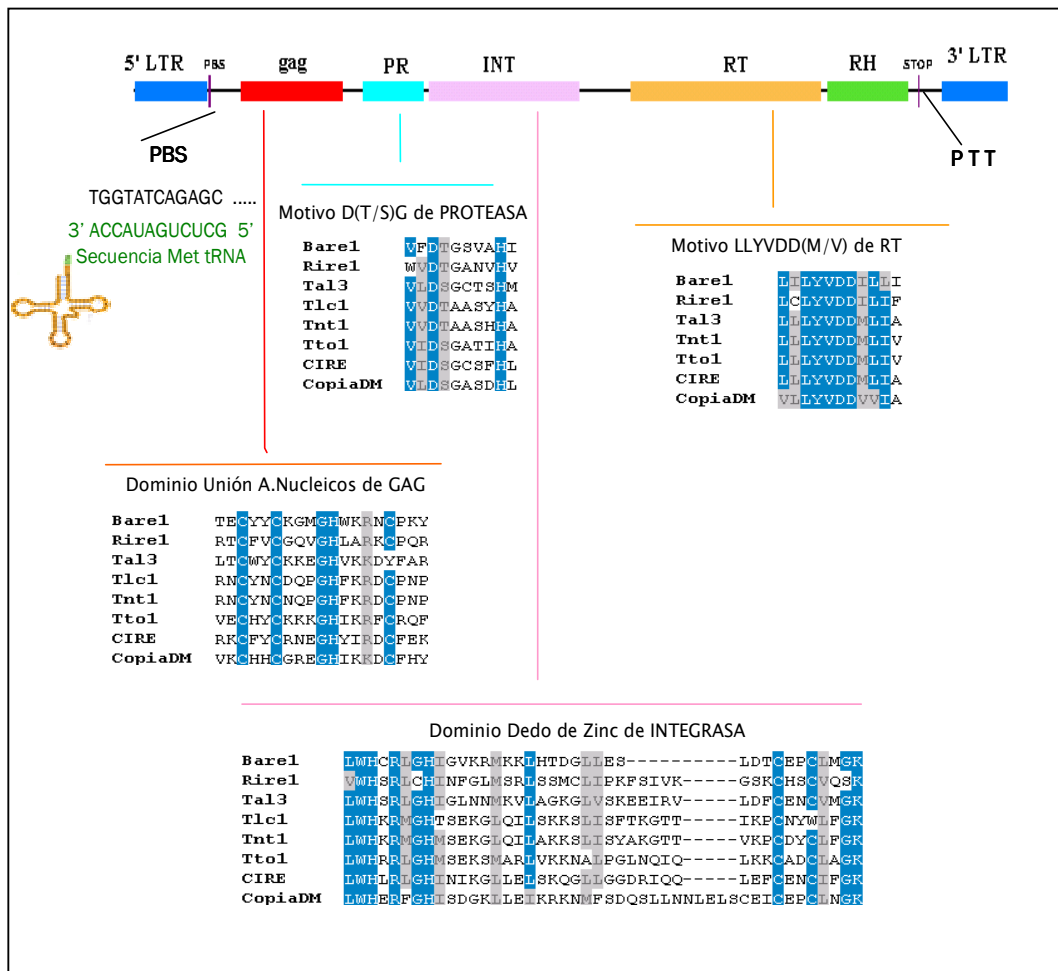 5' LTR PBS gag PR INT RT RH STOP 3' LTR
PBS
PTT
TGGTATCAGAGC .....
3' ACCAUAGUCUCG 5'
Secuencia Met tRNA
Motivo D(T/S)G de PROTEASA
Bare1 VFDTGSVAHI
Rire1 WVDTGANVHV
Tal3 VLDSGCTSHM
Tlc1 VVDTAASYHA
Tnt1 VVDTAASHHA
Tto1 VIDSGATIHA
CIRE VIDSGCSFHL
CopiaDM VLDSGASDHL
Motivo LLYVDD(M/V) de RT
Bare1 LILYVDDILLI
Rire1 LCLYVDDILIF
Tal3 LLLYVDDMLIA
Tnt1 LLLYVDDMLIV
Tto1 LLLYVDDMLIV
CIRE LLLYVDDMLIA
CopiaDM VLLYVDDVVIA
Dominio Unión A.Nucleicos de GAG
Bare1 TECYYCKGMGHWKRNCPKY
Rire1 RTCFVCGQVGHLARKCPQR
Tal3 LTCWYCKKEGHVKKDYFAR
Tlc1 RNCYNCDQPGHFKRDCPNP
Tnt1 RNCYNCNQPGHFKRDCPNP
Tto1 VECHYCKKKGHIKRFCRQF
CIRE RKCFYCRNEGHYIRDCFEK
CopiaDM VKCHHCGREGHIKKDCFHY
Dominio Dedo de Zinc de INTEGRASA
Bare1 LWHCRLGHIGVKRMKKLHTDGLLES----------LDTCEPCLMGK
Rire1 VWHSRLCHINFGLMSRLSSMCLIPKFSIVK-----GSKCHSCVQSK
Tal3 LWHSRLGHIGLNNMKVLAGKGLVSKEEIRV-----LDFCENCVMGK
Tlc1 LWHKRMGHTSEKGLQILSKKSLISFTKGTT-----IKPCNYWLFGK
Tnt1 LWHKRMGHMSEKGLQILAKKSLISYAKGTT-----VKPCDYCLFGK
Tto1 LWHRRLGHMSEKSMARLVKKNALPGLNQIQ-----LKKCADCLAGK
CIRE LWHLRLGHINIKGLLELSKQGLLGGDRIQQ-----LEFCENCIFGK
CopiaDM LWHERFGHISDGKLLEIKRKNMFSDQSLLNNLELSCEICEPCLNGK